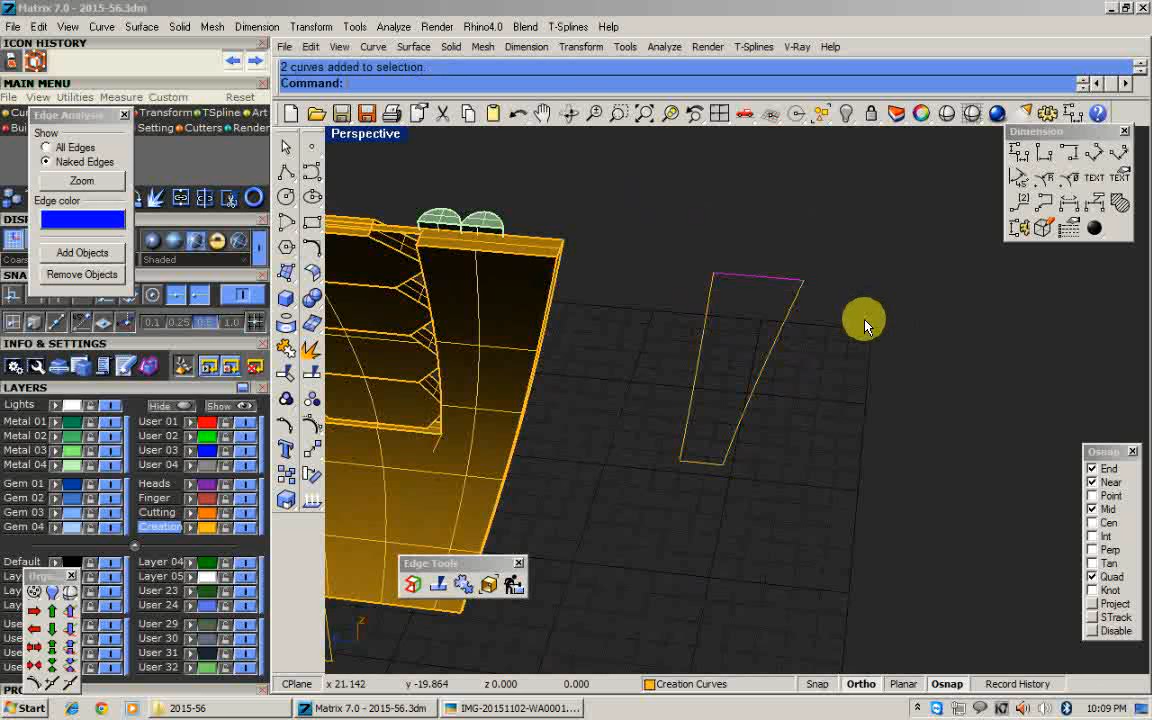 Matrix 7.0 - 2015-56.3dm
File Edit View Curve Surface Solid Mesh Dimension Transform Tools Analyze Render Rhino4.0 Blend T-Splines Help
ICON HISTORY
MAIN MENU
File View Utilities Measure Custom Reset
Transform TSpline Art
Setting Cutters Render
Edge Analysis
Show
All Edges
Naked Edges
Zoom
Edge color
Add Objects
Remove Objects
Shaded
SNA
0.1 0.25 1.0
INFO & SETTINGS
LAYERS
Lights Hide Show
Metal 01 User 01
Metal 02 User 02
Metal 03 User 03
Metal 04 User 04
Gem 01 Heads
Gem 02 Finger
Gem 03 Cutting
Gem 04 Creation
Default Layer 04
Layer 05
Layer 23
Layer 24
User 29
User 30
User 31
User 32
File Edit View Curve Surface Solid Mesh Dimension Transform Tools Analyze Render T-Splines V-Ray Help
2 curves added to selection.
Command:
Perspective
Dimension
TEXT TEXT
Edge Tools
z
Osnap
End
Near
Point
Mid
Cen
Int
Perp
Tan
Quad
Knot
Project
STrack
Disable
CPlane x 21.142 y -19.864 z 0.000 0.000 Creation Curves Snap Ortho Planar Osnap Record History
Start 2015-56 Matrix 7.0 - 2015-56.3dm IMG-20151102-WA0001.... 10:09 PM